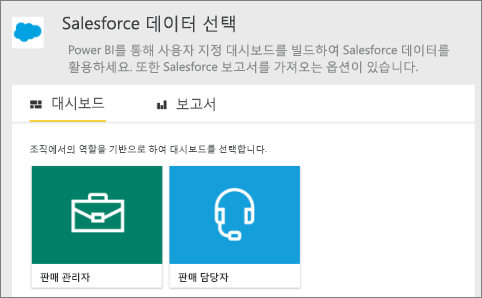 Salesforce 데이터 선택
Power BI를 통해 사용자 지정 대시보드를 빌드하여 Salesforce 데이터를
활용하세요. 또한 Salesforce 보고서를 가져오는 옵션이 있습니다.
대시보드 보고서
조직에서의 역할을 기반으로 하여 대시보드를 선택합니다.
판매 관리자 판매 담당자